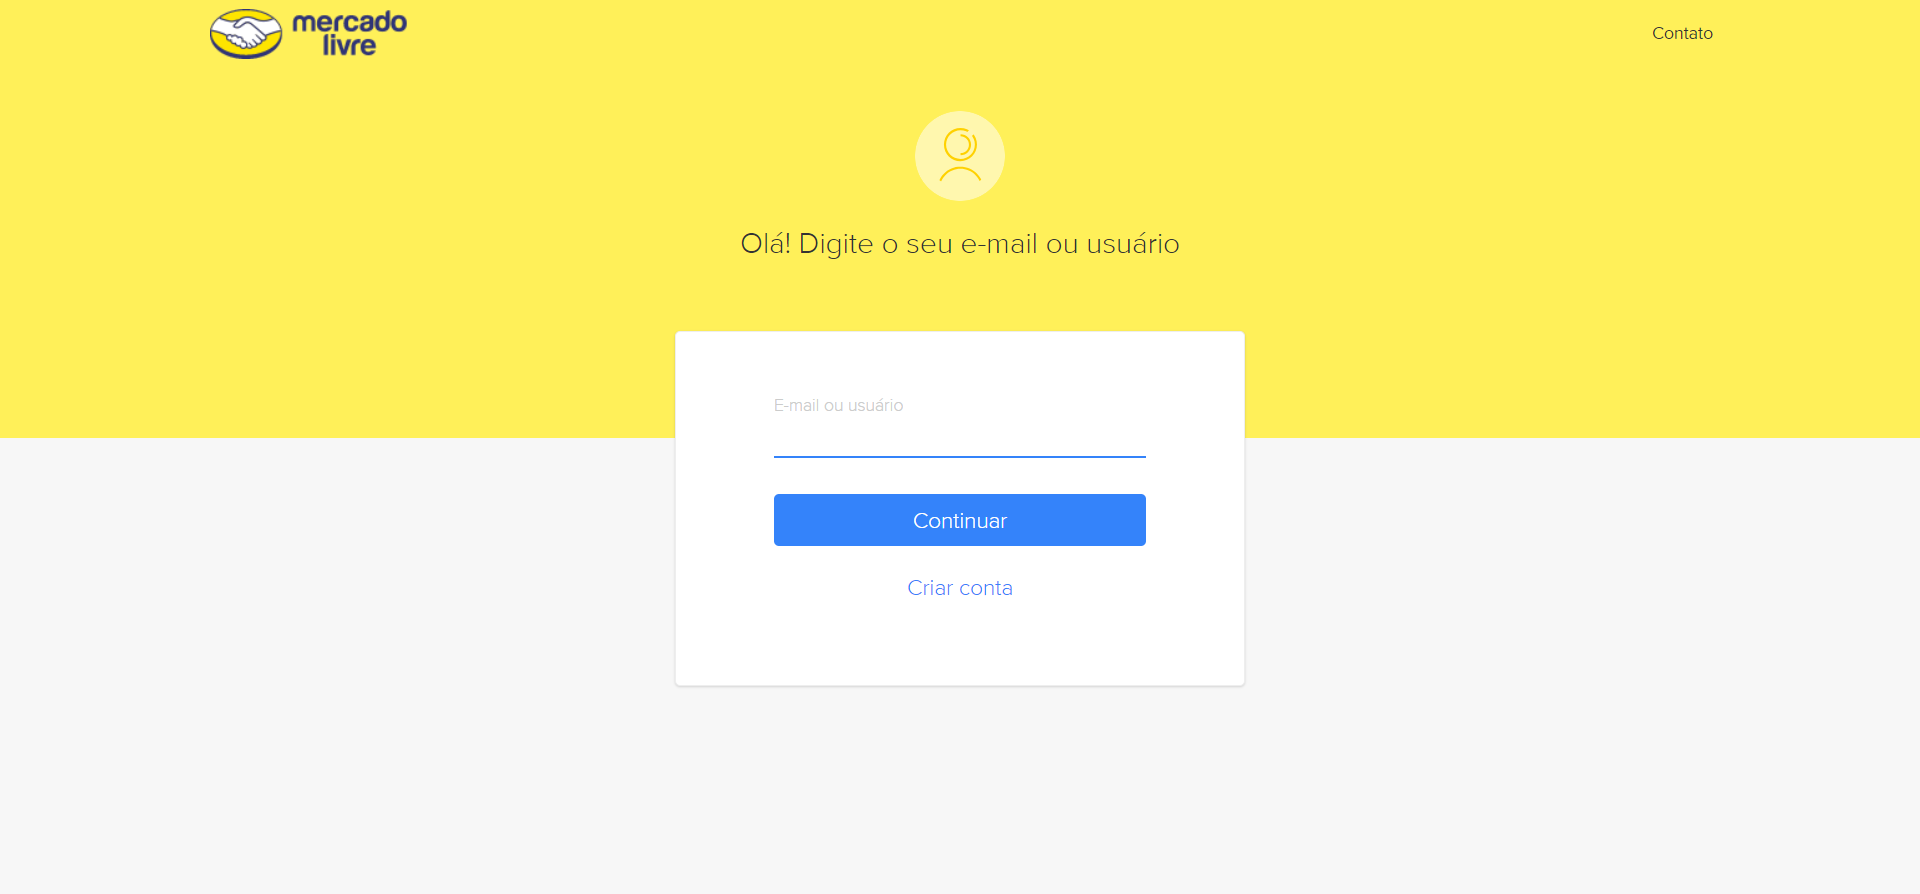 mercado
livre
Contato
Olá! Digite o seu e-mail ou usuário
E-mail ou usuário
Continuar
Criar conta